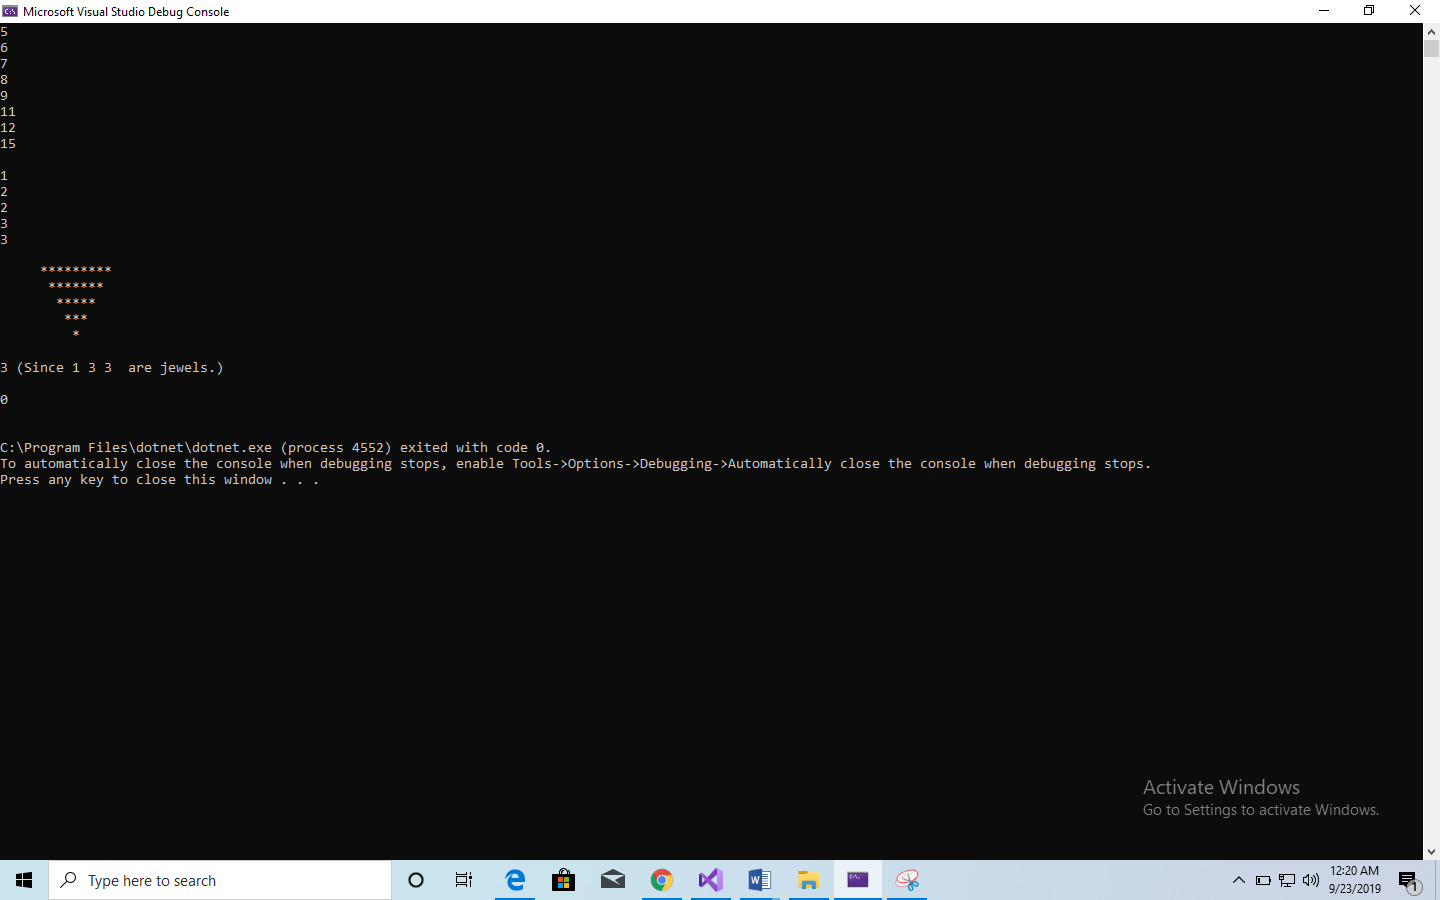 Microsoft Visual Studio Debug Console
5
6
7
8
9
11
12
15
1
2
2
3
3
*********
*******
*****
***
*
3 (Since 1 3 3  are jewels.)
0
C:\Program Files\dotnet\dotnet.exe (process 4552) exited with code 0.
To automatically close the console when debugging stops, enable Tools->Options->Debugging->Automatically close the console when debugging stops.
Press any key to close this window . . .
Activate Windows
Go to Settings to activate Windows.
Type here to search
12:20 AM
9/23/2019
1